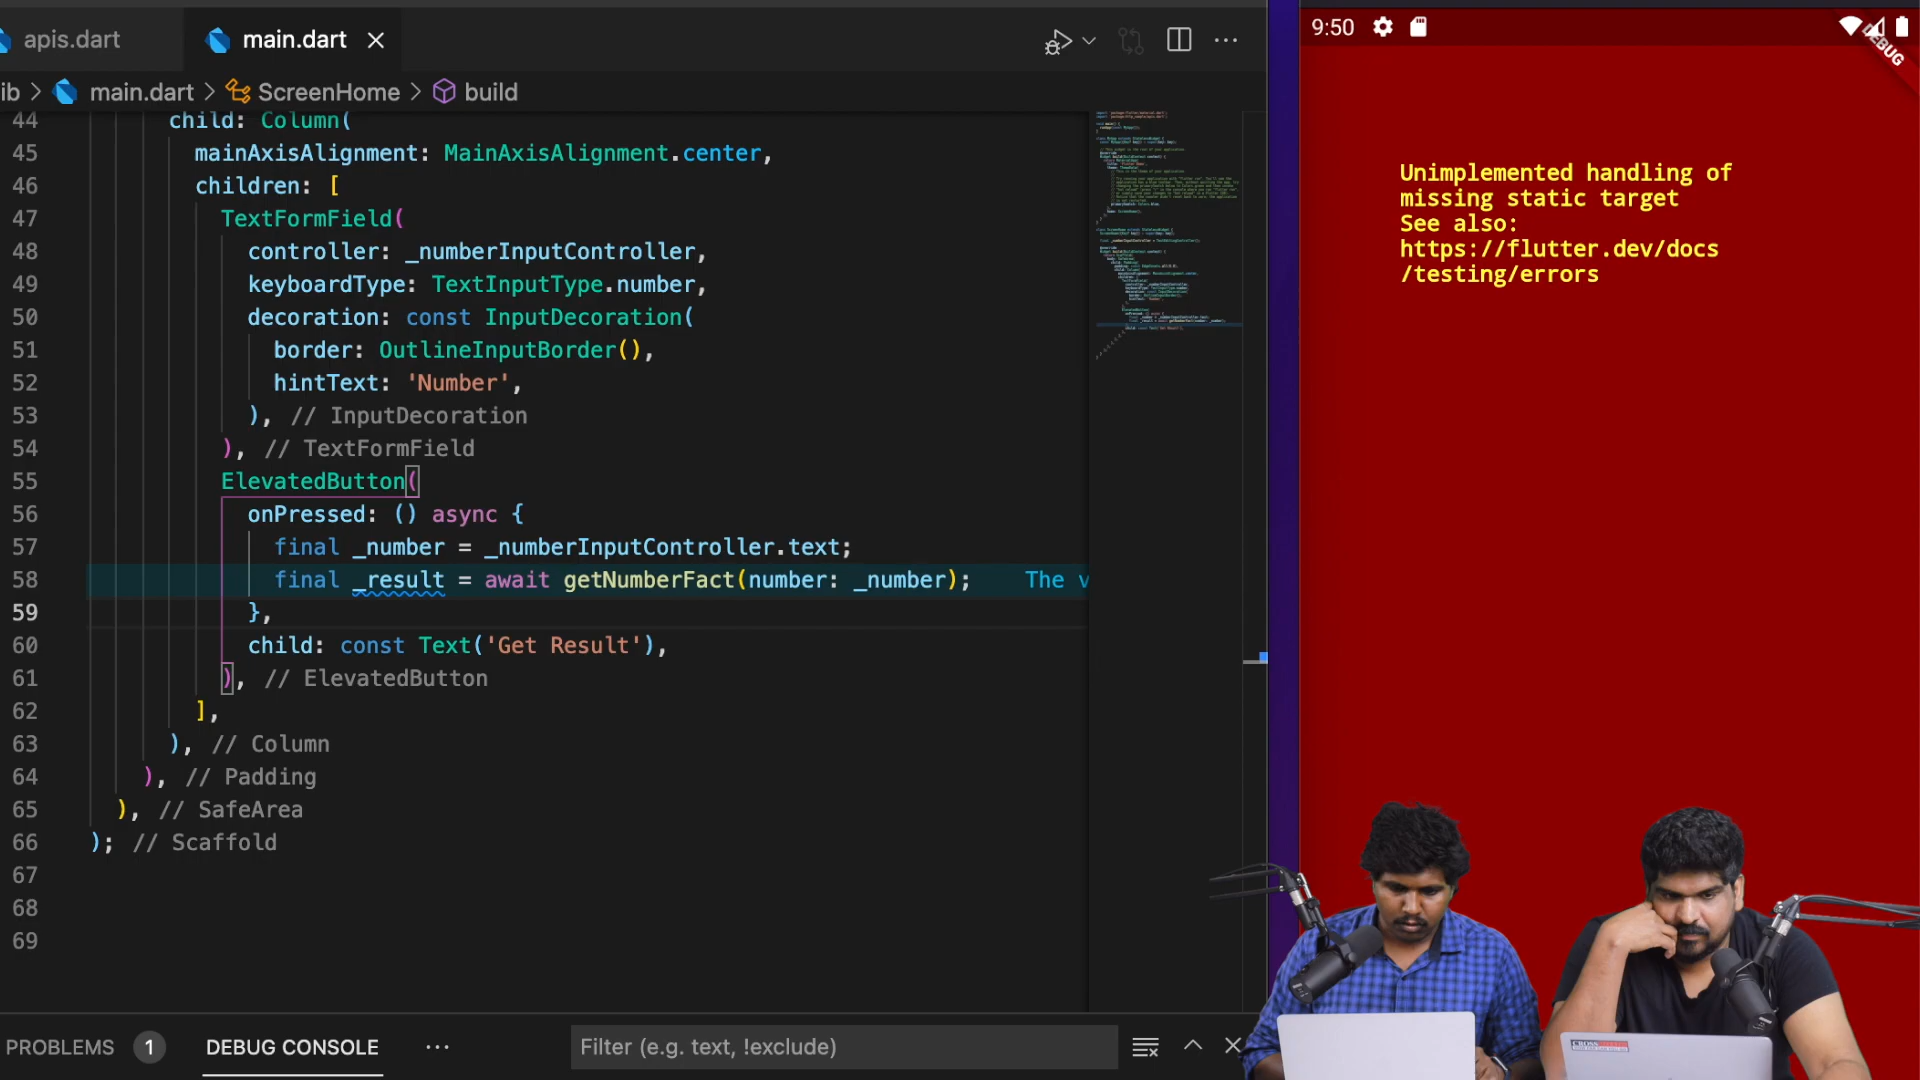 apis.dart
main.dart
ib > main.dart > ScreenHome > build
44 child: Column(
45 mainAxisAlignment: MainAxisAlignment.center,
46 children: [
47 TextFormField(
48 controller: _numberInputController,
49 keyboardType: TextInputType.number,
50 decoration: const InputDecoration(
51 border: OutlineInputBorder(),
52 hintText: 'Number',
53 ), // InputDecoration
54 ), // TextFormField
55 ElevatedButton(
56 onPressed: () async {
57 final _number = _numberInputController.text;
58 final _result = await getNumberFact(number: _number); The v
59 },
60 child: const Text('Get Result'),
61 ), // ElevatedButton
62 ],
63 ), // Column
64 ), // Padding
65 ), // SafeArea
66 ); // Scaffold
67
68
69
PROBLEMS 1 DEBUG CONSOLE ...
Filter (e.g. text, !exclude)
9:50
DEBUG
Unimplemented handling of
missing static target
See also:
https://flutter.dev/docs
/testing/errors
CROSS